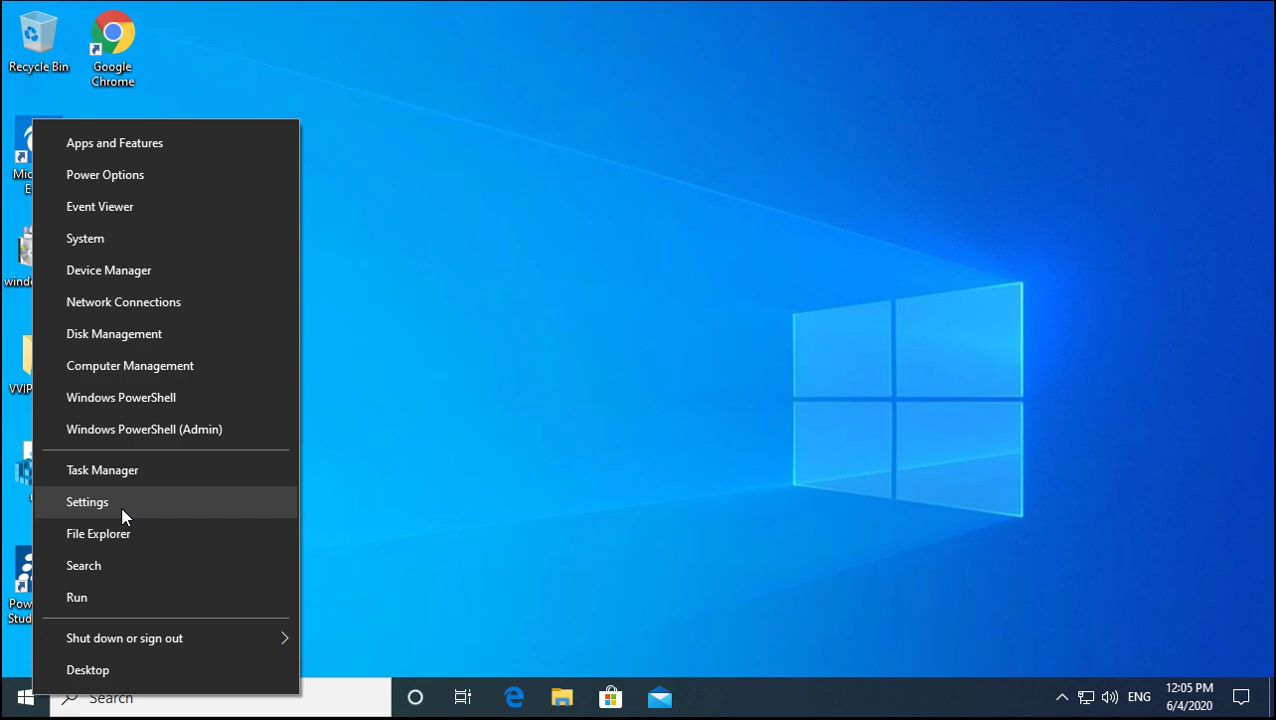 Recycle Bin
Google
Chrome
Apps and Features
Power Options
Event Viewer
System
Device Manager
Network Connections
Disk Management
Computer Management
Windows PowerShell
Windows PowerShell (Admin)
Task Manager
Settings
File Explorer
Search
Run
Shut down or sign out
Desktop
Search
ENG
12:05 PM
6/4/2020